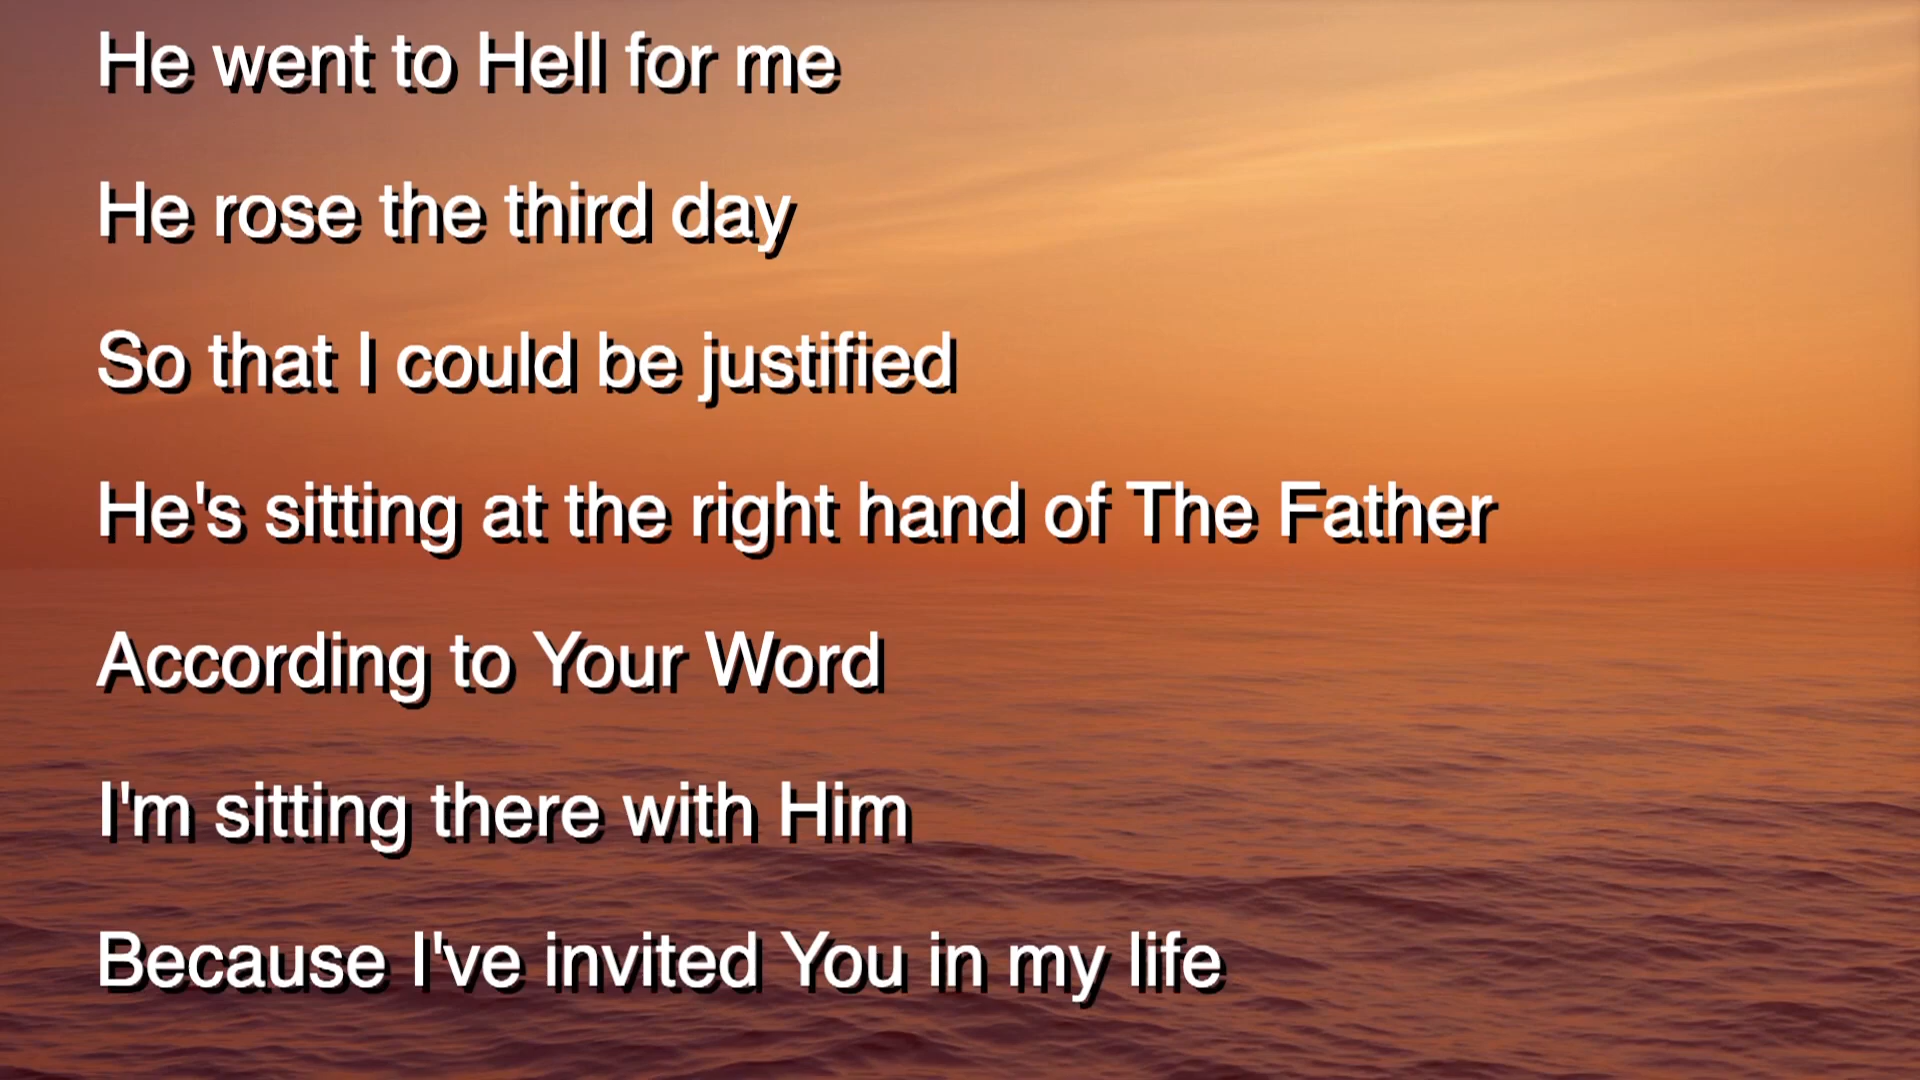 He went to Hell for me
He rose the third day
So that I could be justified
He's sitting at the right hand of The Father
According to Your Word
I'm sitting there with Him
Because I've invited You in my life